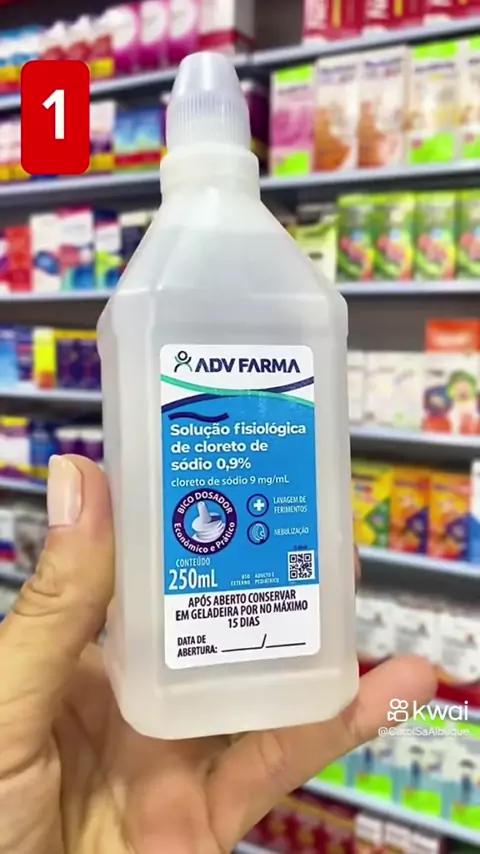 1
ADV FARMA
Solução fisiológica
de cloreto de
sódio 0,9%
cloreto de sódio 9 mg/mL
BICO DOSADOR
Econômico e Prático
LAVAGEM DE
FERIMENTOS
NEBULIZAÇÃO
CONTEÚDO
250mL
USO
EXTERNO
ADULTO E
PEDIÁTRICO
APÓS ABERTO CONSERVAR
EM GELADEIRA POR NO MÁXIMO
15 DIAS
DATA DE
ABERTURA: ____/____
kwai